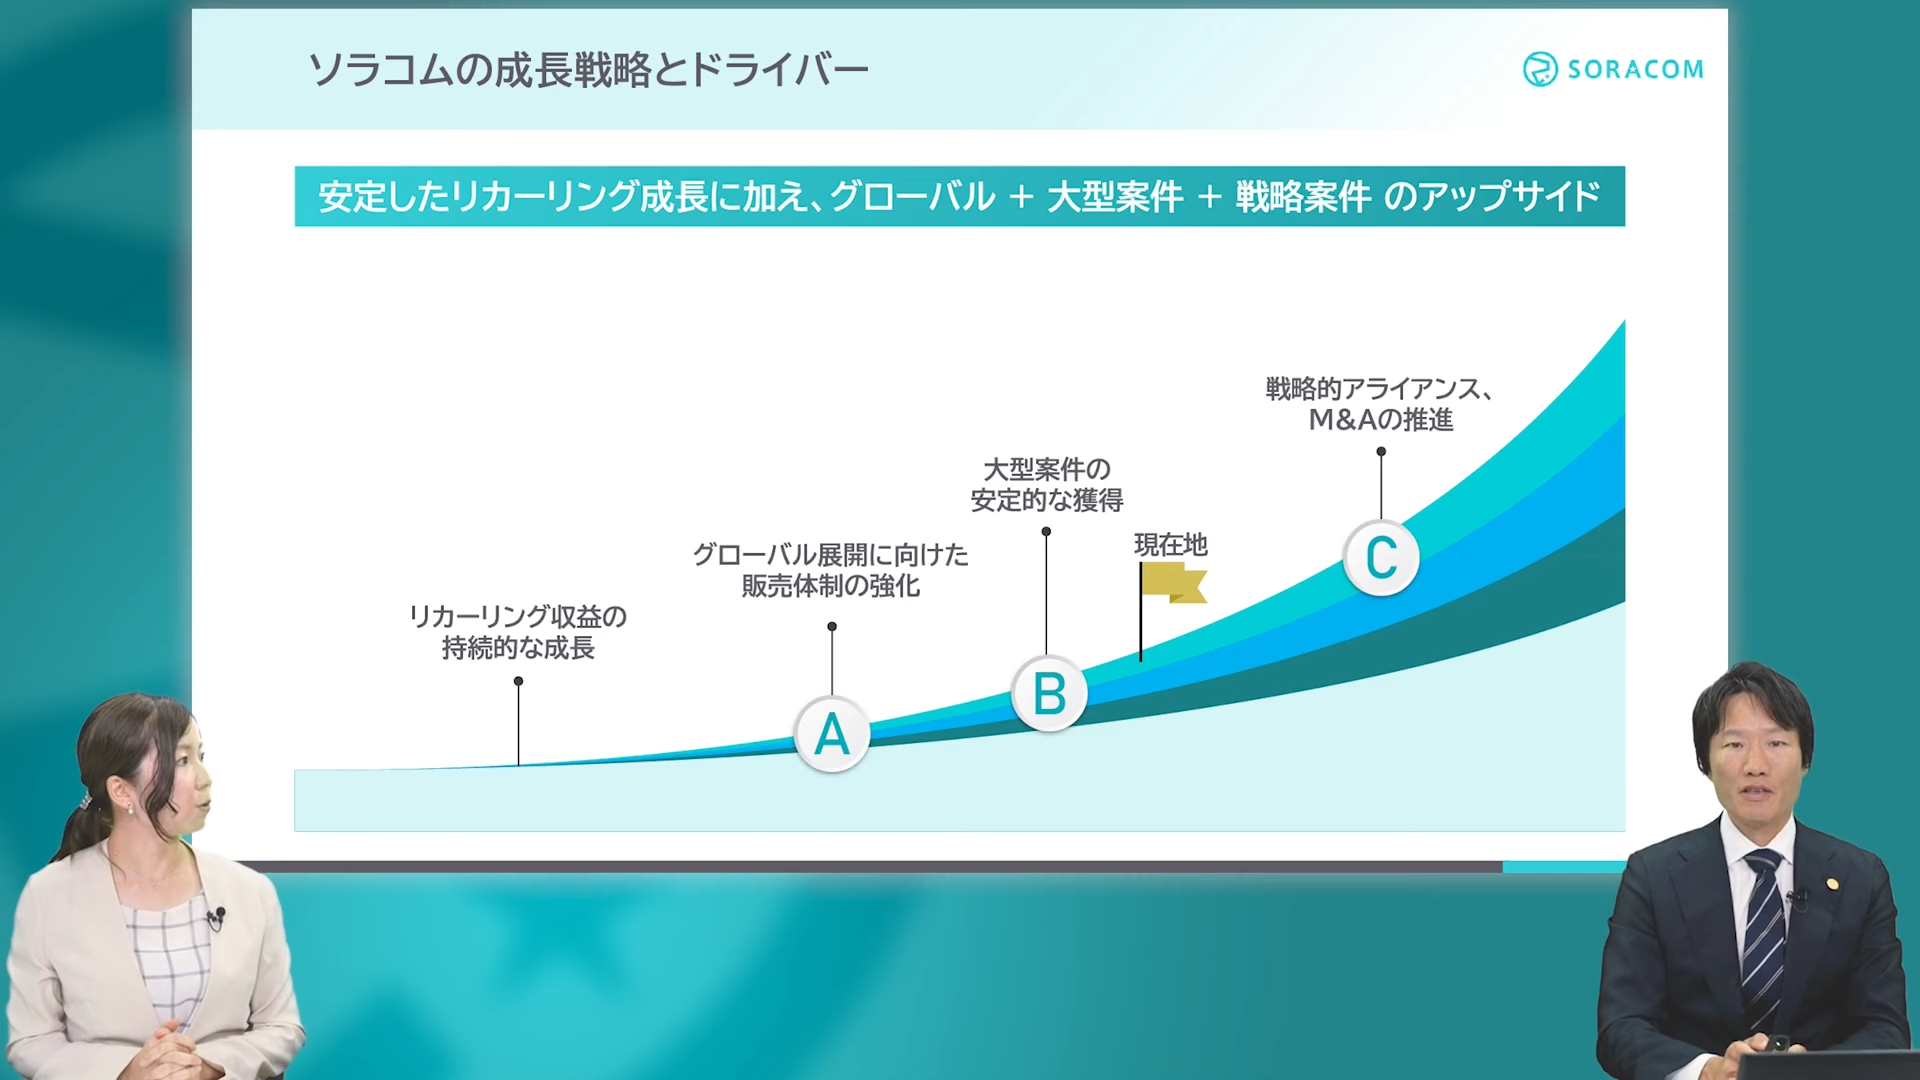 ソラコムの成長戦略とドライバー
SORACOM
安定したリカーリング成長に加え、グローバル + 大型案件 + 戦略案件 のアップサイド
戦略的アライアンス、
M&Aの推進
大型案件の
安定的な獲得
現在地
グローバル展開に向けた
販売体制の強化
リカーリング収益の
持続的な成長
A
B
C